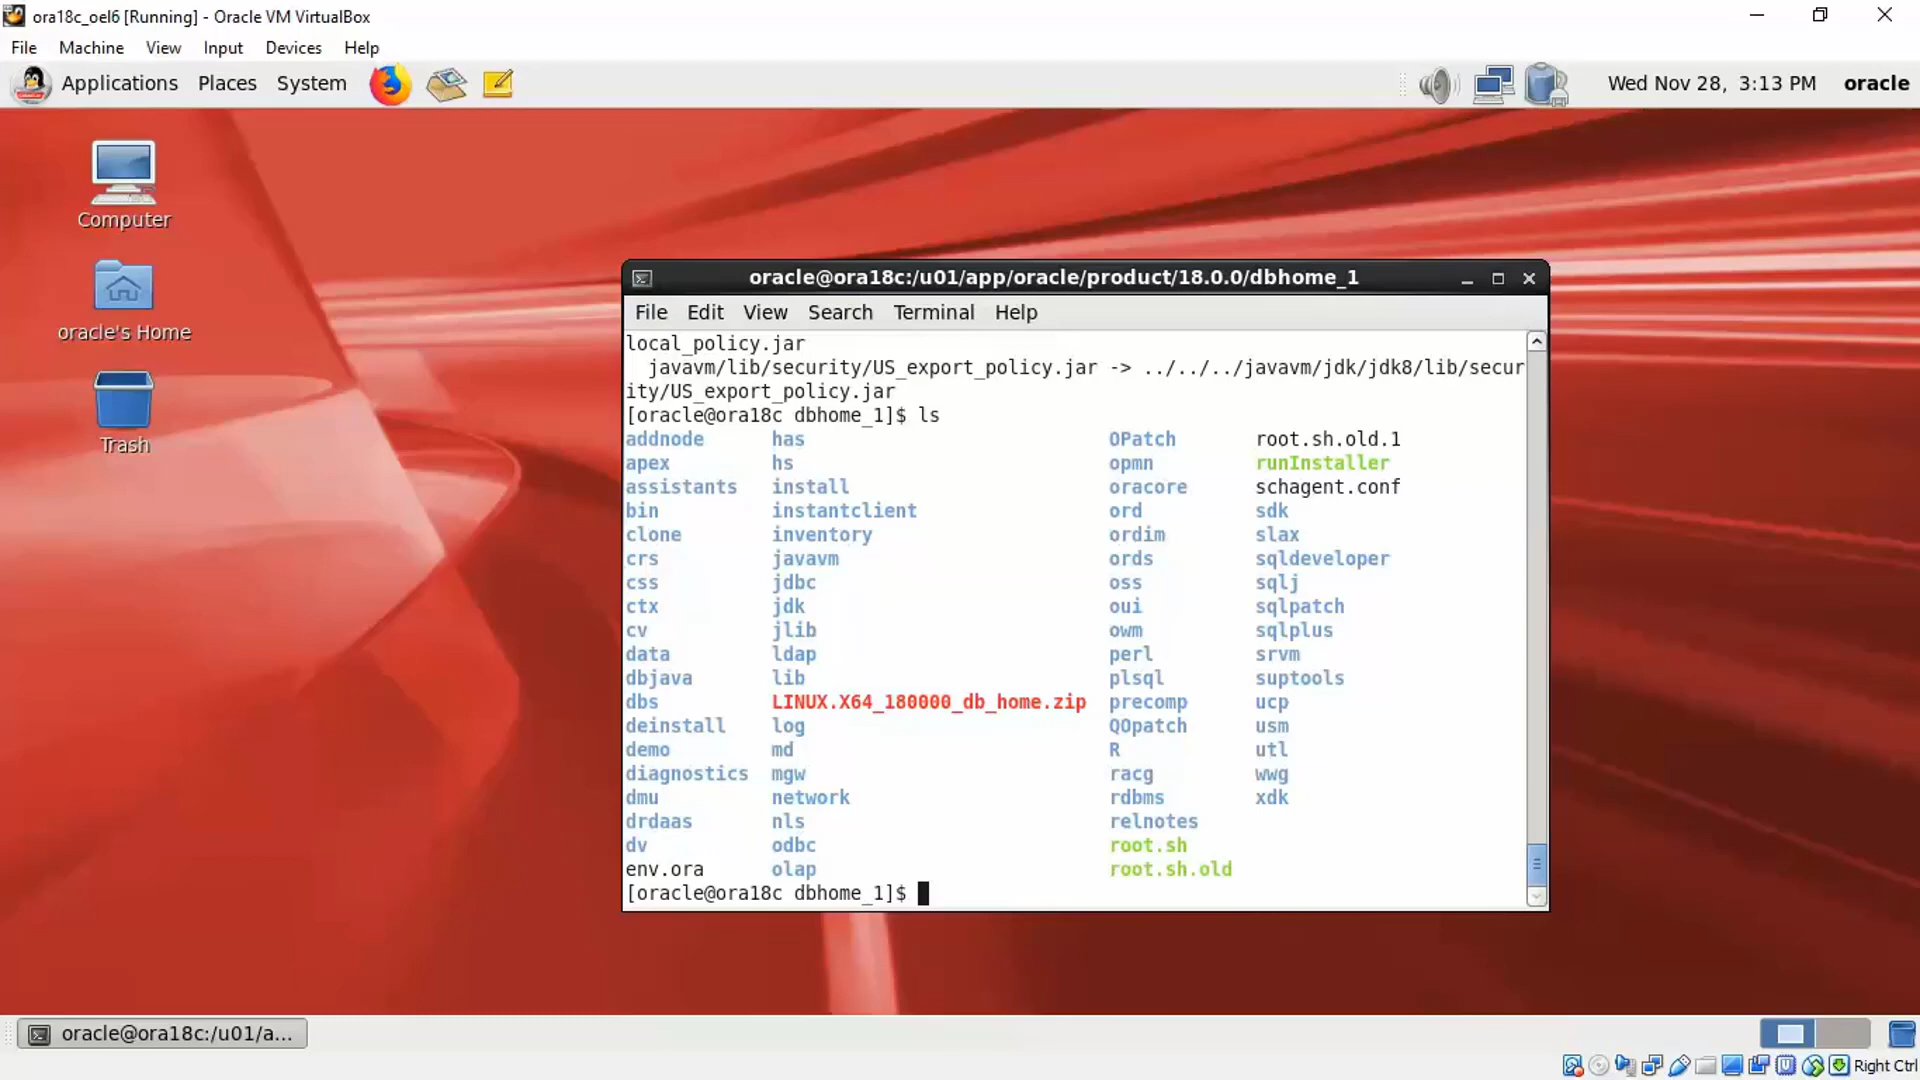 ora18c_oel6 [Running] - Oracle VM VirtualBox
File Machine View Input Devices Help
Applications Places System Wed Nov 28, 3:13 PM oracle
Computer
oracle's Home
Trash
oracle@ora18c:/u01/app/oracle/product/18.0.0/dbhome_1
File Edit View Search Terminal Help
local_policy.jar
javavm/lib/security/US_export_policy.jar -> ../../../javavm/jdk/jdk8/lib/secur
ity/US_export_policy.jar
[oracle@ora18c dbhome_1]$ ls
addnode has OPatch root.sh.old.1
apex hs opmn runInstaller
assistants install oracore schagent.conf
bin instantclient ord sdk
clone inventory ordim slax
crs javavm ords sqldeveloper
css jdbc oss sqlj
ctx jdk oui sqlpatch
cv jlib owm sqlplus
data ldap perl srvm
dbjava lib plsql suptools
dbs LINUX.X64_180000_db_home.zip precomp ucp
deinstall log QOpatch usm
demo md R utl
diagnostics mgw racg wwg
dmu network rdbms xdk
drdaas nls relnotes
dv odbc root.sh
env.ora olap root.sh.old
[oracle@ora18c dbhome_1]$
oracle@ora18c:/u01/a...
Right Ctrl